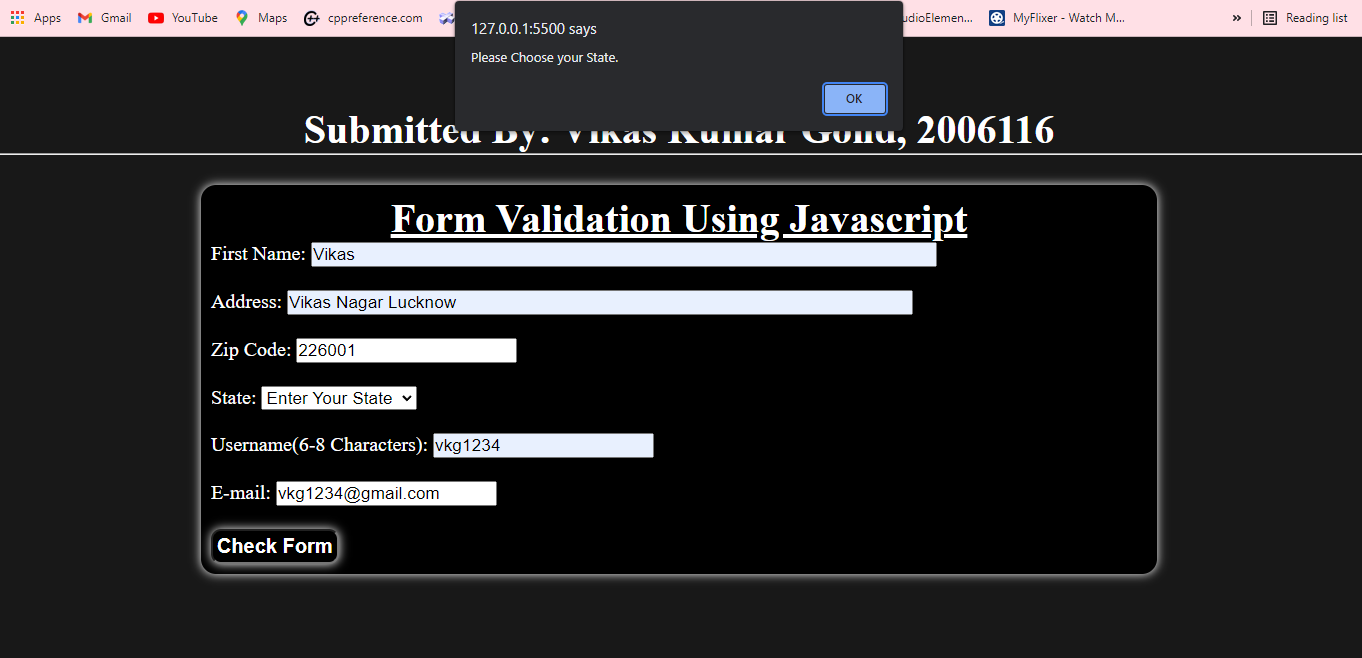 Apps Gmail YouTube Maps cppreference.com udioElemen... MyFlixer - Watch M... » Reading list
127.0.0.1:5500 says
Please Choose your State.
OK
Submitted By: Vikas Kumar Gond, 2006116
Form Validation Using Javascript
First Name: Vikas
Address: Vikas Nagar Lucknow
Zip Code: 226001
State: Enter Your State
Username(6-8 Characters): vkg1234
E-mail: vkg1234@gmail.com
Check Form